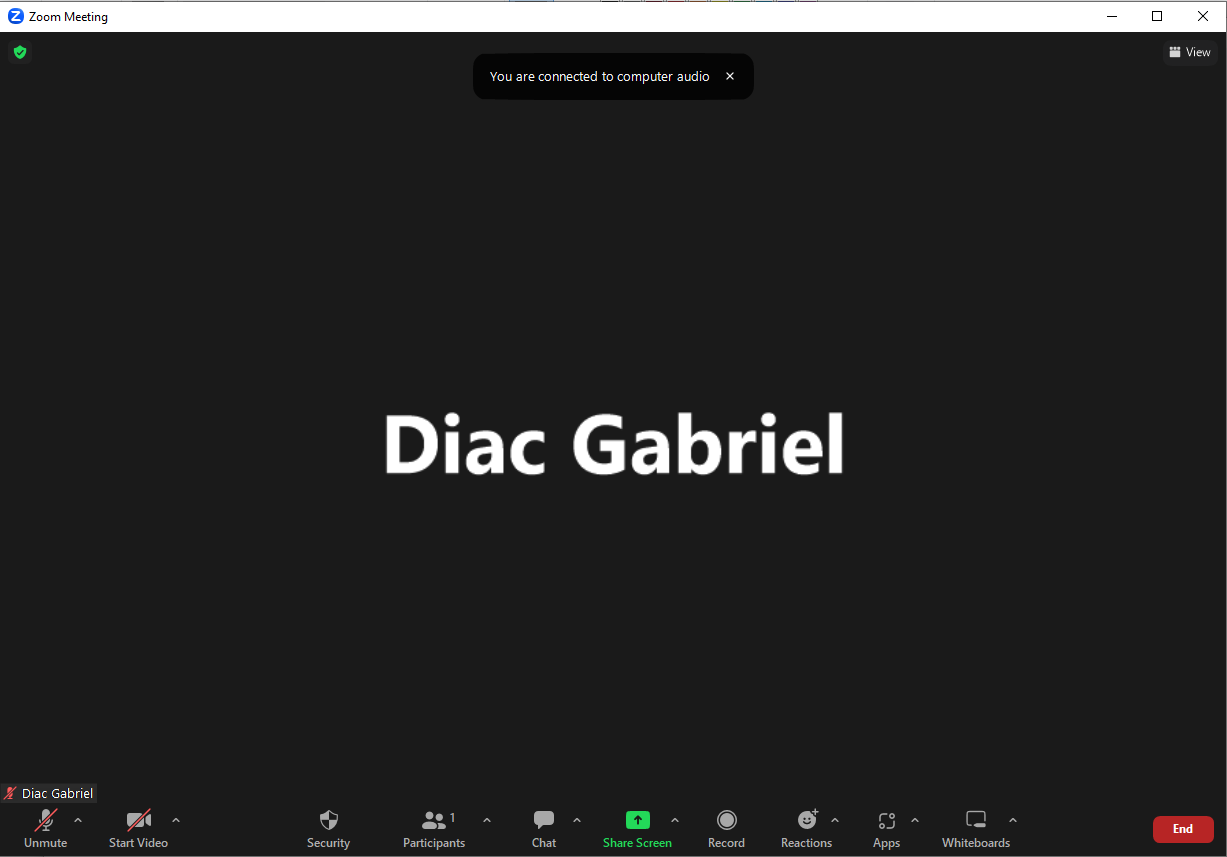 Zoom Meeting
View
You are connected to computer audio
Diac Gabriel
Diac Gabriel
Unmute
Start Video
Security
1
Participants
Chat
Share Screen
Record
Reactions
Apps
Whiteboards
End